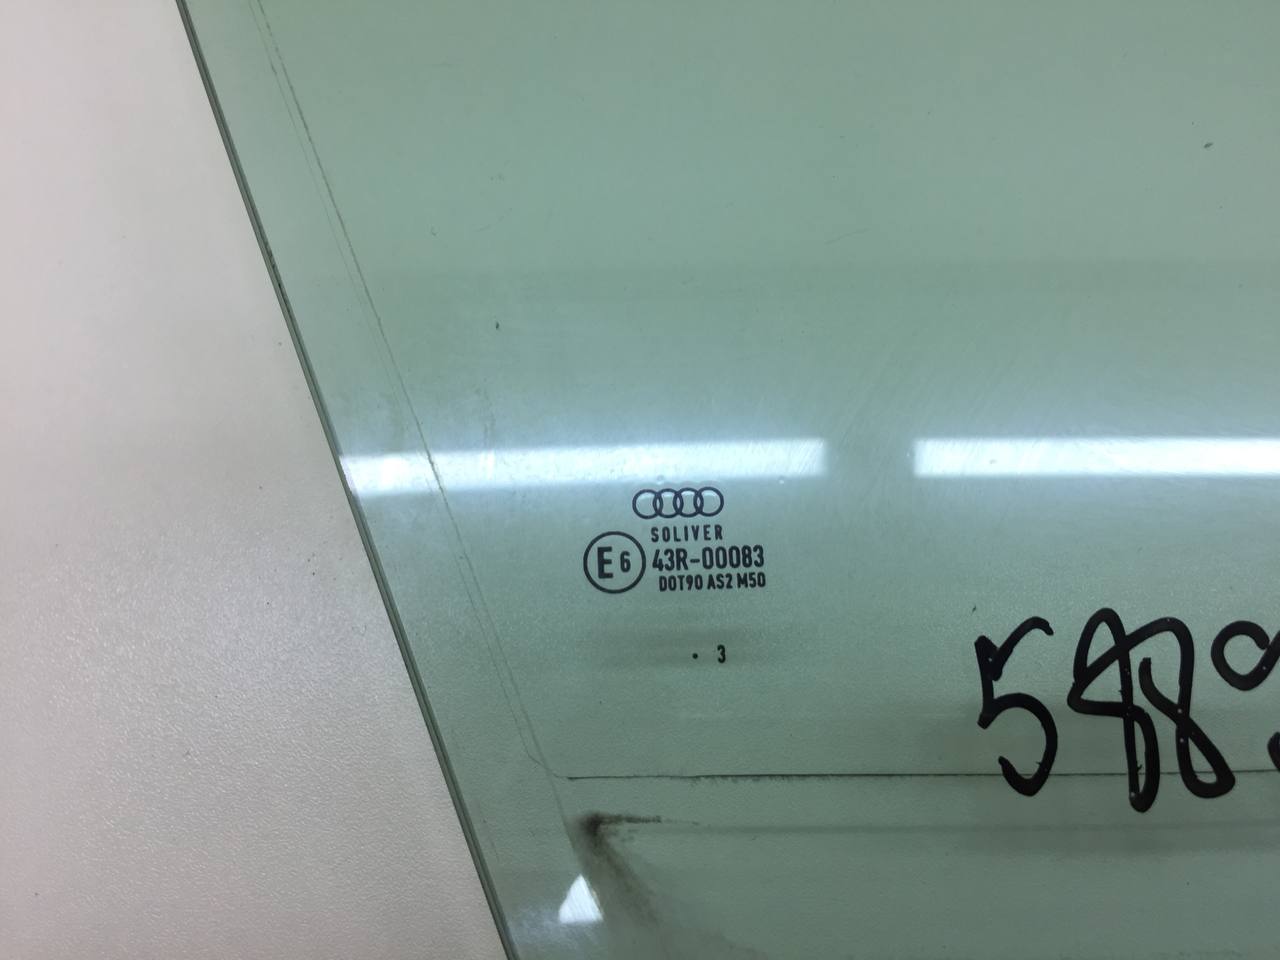 SOLIVER
E6 43R-00083
DOT90 AS2 M50
. 3